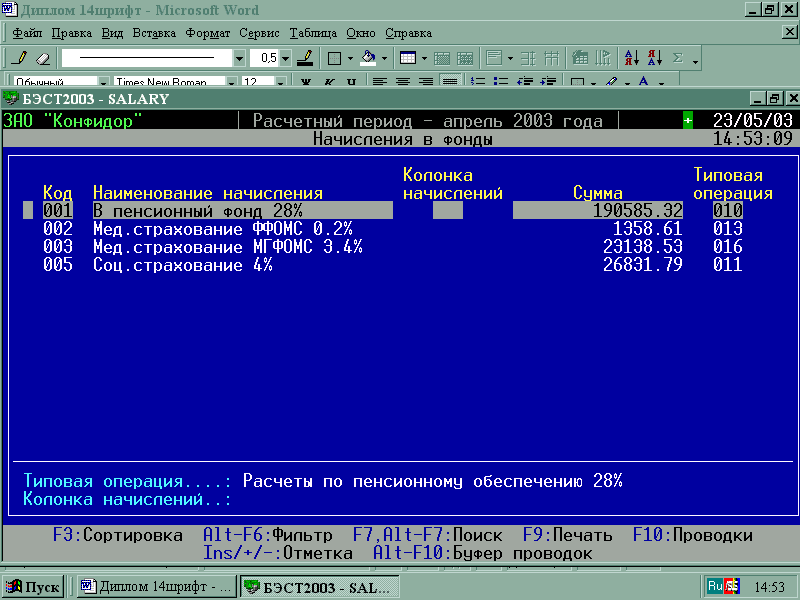 Диплом 14шрифт - Microsoft Word
Файл Правка Вид Вставка Формат Сервис Таблица Окно Справка
0,5
Обычный Times New Roman 12 Ж К Ч
БЭСТ2003 - SALARY
ЗАО "Конфидор" | Расчетный период - апрель 2003 года | + 23/05/03
Начисления в фонды 14:53:09
Колонка Типовая
Код Наименование начисления начислений Сумма операция
001 В пенсионный фонд 28% 190585.32 010
002 Мед.страхование ФФОМС 0.2% 1358.61 013
003 Мед.страхование МГФОМС 3.4% 23138.53 016
005 Соц.страхование 4% 26831.79 011
Типовая операция....: Расчеты по пенсионному обеспечению 28%
Колонка начислений..:
F3:Сортировка Alt-F6:Фильтр F7,Alt-F7:Поиск F9:Печать F10:Проводки
Ins/+/-:Отметка Alt-F10:Буфер проводок
Пуск Диплом 14шрифт - ... БЭСТ2003 - SAL... Ru 14:53